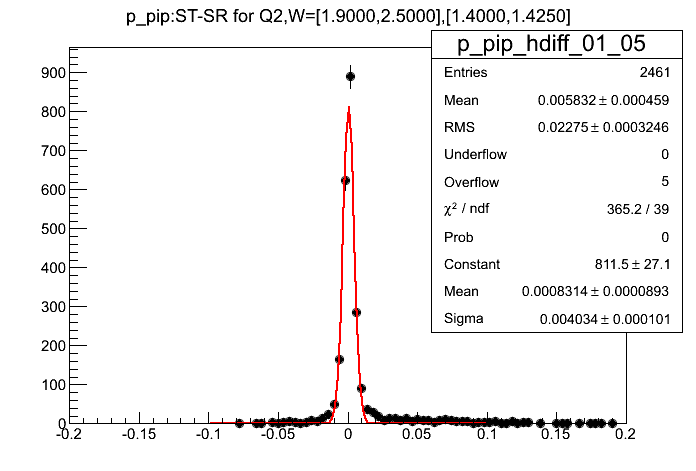 p_pip:ST-SR for Q2,W=[1.9000,2.5000],[1.4000,1.4250]
p_pip_hdiff_01_05
Entries 2461
Mean 0.005832 ± 0.000459
RMS 0.02275 ± 0.0003246
Underflow 0
Overflow 5
χ² / ndf 365.2 / 39
Prob 0
Constant 811.5 ± 27.1
Mean 0.0008314 ± 0.0000893
Sigma 0.004034 ± 0.000101
900
800
700
600
500
400
300
200
100
0
-0.2 -0.15 -0.1 -0.05 0 0.05 0.1 0.15 0.2